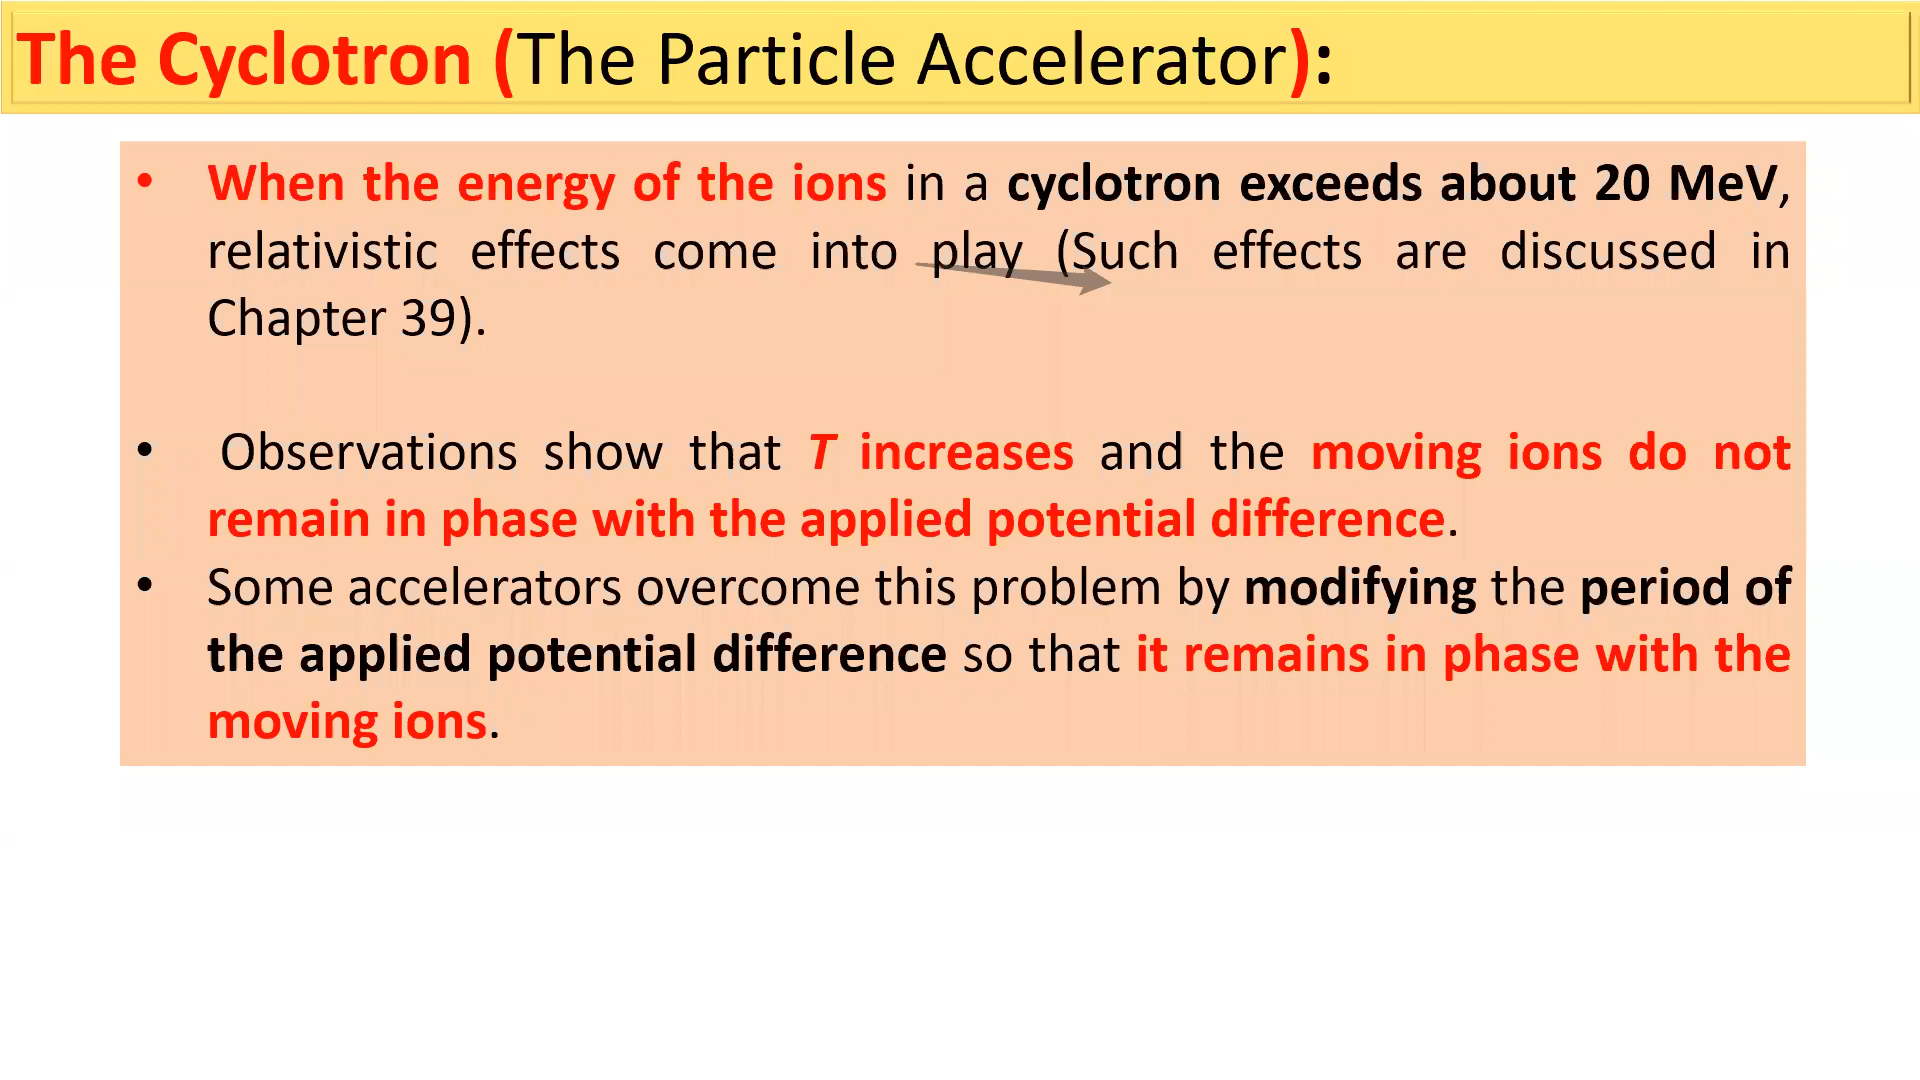 The Cyclotron (The Particle Accelerator):
• When the energy of the ions in a cyclotron exceeds about 20 MeV,
relativistic effects come into play (Such effects are discussed in
Chapter 39).
• Observations show that T increases and the moving ions do not
remain in phase with the applied potential difference.
• Some accelerators overcome this problem by modifying the period of
the applied potential difference so that it remains in phase with the
moving ions.